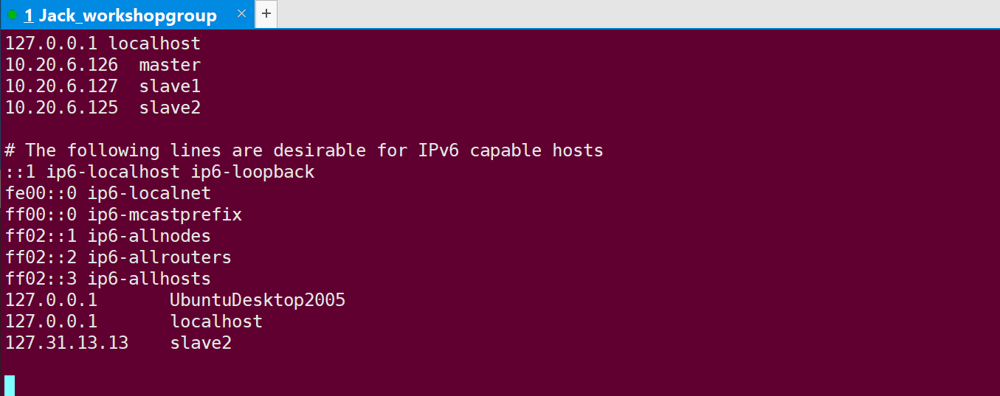 1 Jack_workshopgroup × +
127.0.0.1 localhost
10.20.6.126  master
10.20.6.127  slave1
10.20.6.125  slave2
# The following lines are desirable for IPv6 capable hosts
::1 ip6-localhost ip6-loopback
fe00::0 ip6-localnet
ff00::0 ip6-mcastprefix
ff02::1 ip6-allnodes
ff02::2 ip6-allrouters
ff02::3 ip6-allhosts
127.0.0.1       UbuntuDesktop2005
127.0.0.1       localhost
127.31.13.13    slave2